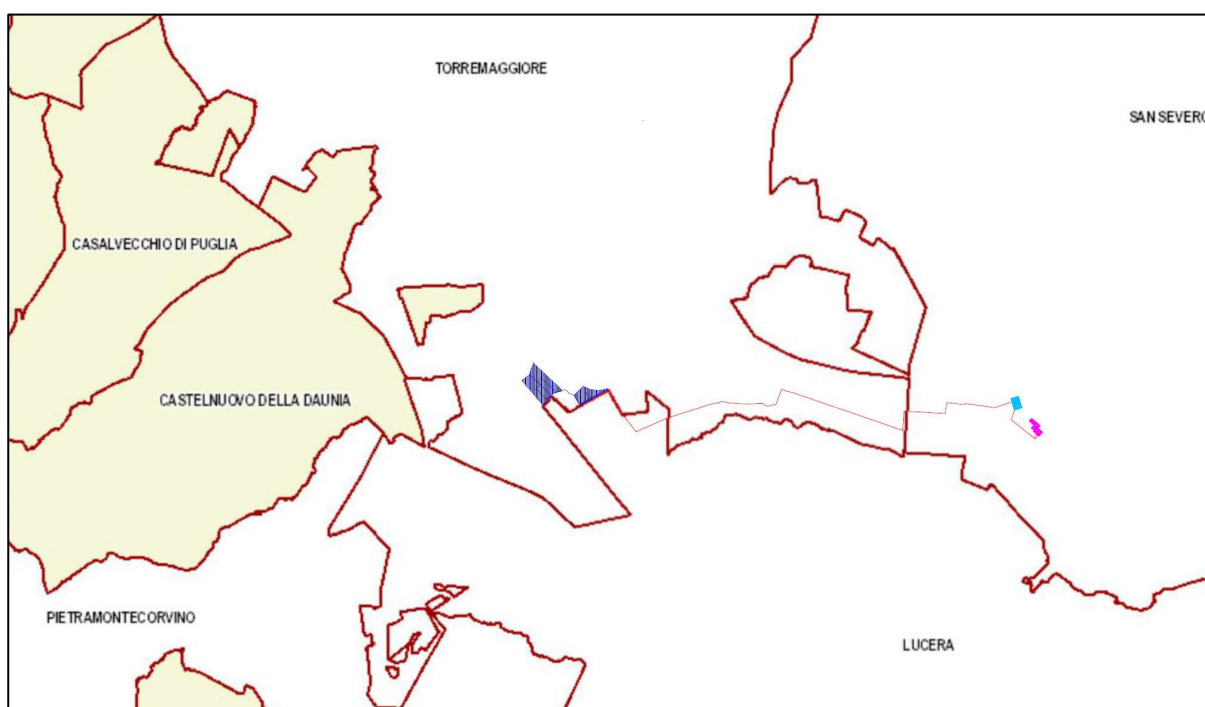 TORREMAGGIORE
SAN SEVERO
CASALVECCHIO DI PUGLIA
CASTELNUOVO DELLA DAUNIA
PIETRAMONTECORVINO
LUCERA